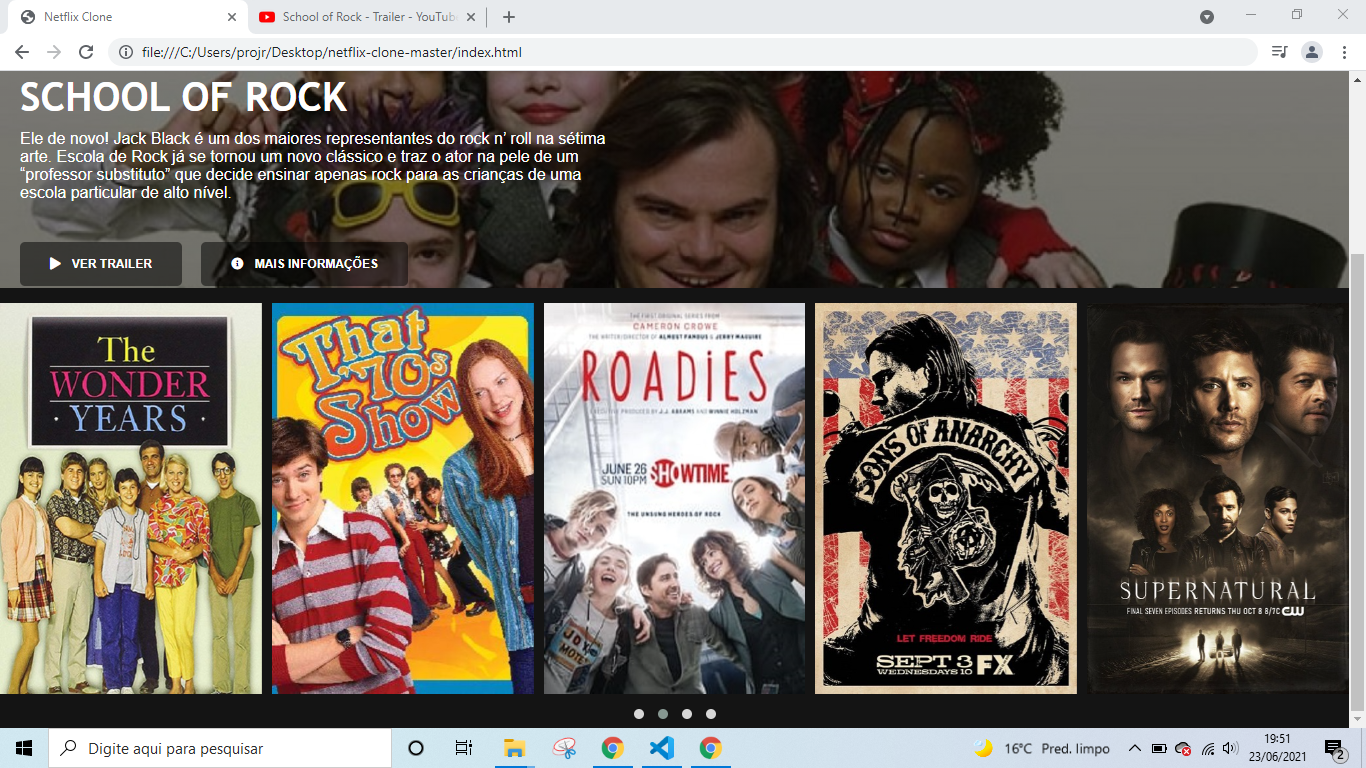 Netflix Clone
School of Rock - Trailer - YouTub
file:///C:/Users/projr/Desktop/netflix-clone-master/index.html
SCHOOL OF ROCK
Ele de novo! Jack Black é um dos maiores representantes do rock n’ roll na sétima
arte. Escola de Rock já se tornou um novo clássico e traz o ator na pele de um
“professor substituto” que decide ensinar apenas rock para as crianças de uma
escola particular de alto nível.
VER TRAILER
MAIS INFORMAÇÕES
The
WONDER
YEARS
That
'70s
Show
THE FIRST ORIGINAL SERIES FROM
CAMERON CROWE
THE WRITER/DIRECTOR OF ALMOST FAMOUS & JERRY MAGUIRE
ROADiES
EXECUTIVE PRODUCED BY J.J. ABRAMS AND WINNIE HOLZMAN
JUNE 26
SUN 10PM
SHOWTIME
THE UNSUNG HEROES OF ROCK
SONS OF ANARCHY
LET FREEDOM RIDE
SEPT 3 FX
WEDNESDAYS 10
SUPERNATURAL
FINAL SEVEN EPISODES RETURNS THU OCT 8 8/7C CW
Digite aqui para pesquisar
16°C Pred. limpo
19:51
23/06/2021
2